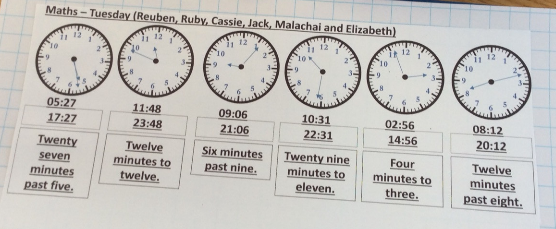 Maths – Tuesday (Reuben, Ruby, Cassie, Jack, Malachai and Elizabeth)
05:27
17:27
Twenty
seven
minutes
past five.
11:48
23:48
Twelve
minutes to
twelve.
09:06
21:06
Six minutes
past nine.
10:31
22:31
Twenty nine
minutes to
eleven.
02:56
14:56
Four
minutes to
three.
08:12
20:12
Twelve
minutes
past eight.